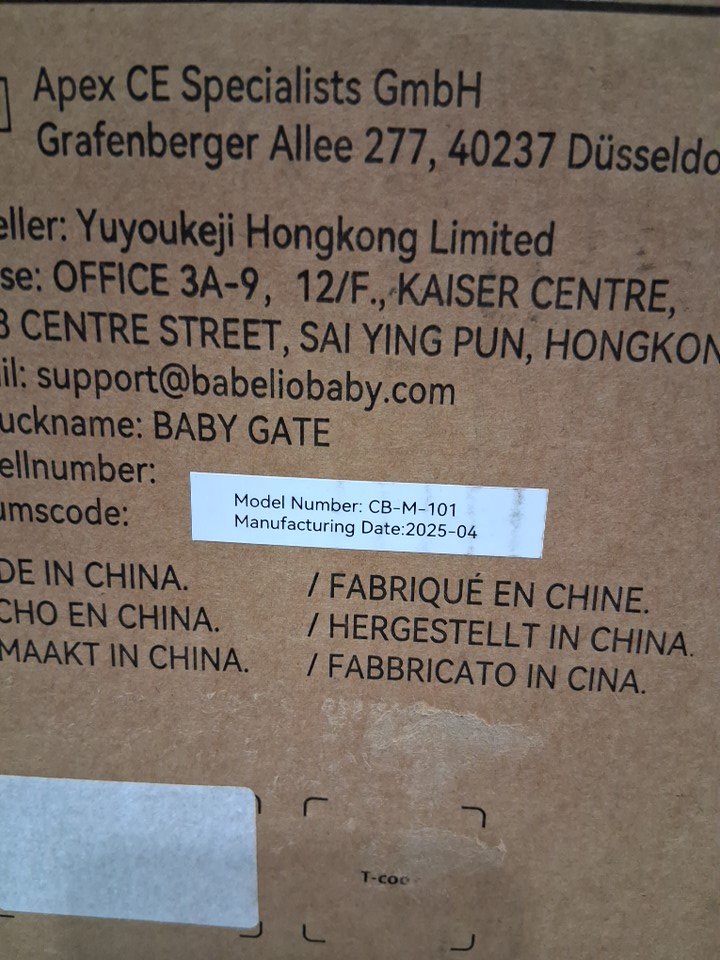 Apex CE Specialists GmbH
Grafenberger Allee 277, 40237 Düsseldo
eller: Yuyoukeji Hongkong Limited
se: OFFICE 3A-9, 12/F., KAISER CENTRE,
8 CENTRE STREET, SAI YING PUN, HONGKON
il: support@babeliobaby.com
uckname: BABY GATE
ellnumber:
umscode:
Model Number: CB-M-101
Manufacturing Date:2025-04
DE IN CHINA. / FABRIQUÉ EN CHINE.
CHO EN CHINA. / HERGESTELLT IN CHINA.
MAAKT IN CHINA. / FABBRICATO IN CINA.
T-co